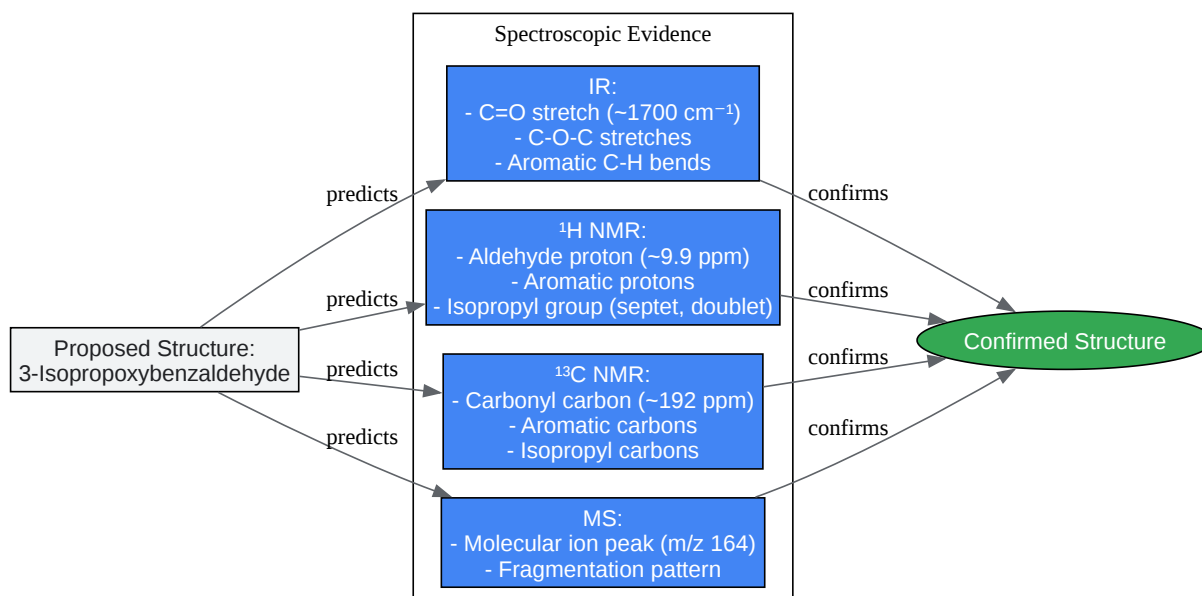 Spectroscopic Evidence
IR:
- C=O stretch (~1700 cm⁻¹)
- C-O-C stretches
- Aromatic C-H bends
predicts
confirms
¹H NMR:
- Aldehyde proton (~9.9 ppm)
- Aromatic protons
- Isopropyl group (septet, doublet)
predicts
confirms
Proposed Structure:
3-Isopropoxybenzaldehyde
Confirmed Structure
¹³C NMR:
- Carbonyl carbon (~192 ppm)
- Aromatic carbons
- Isopropyl carbons
predicts
confirms
predicts
confirms
MS:
- Molecular ion peak (m/z 164)
- Fragmentation pattern